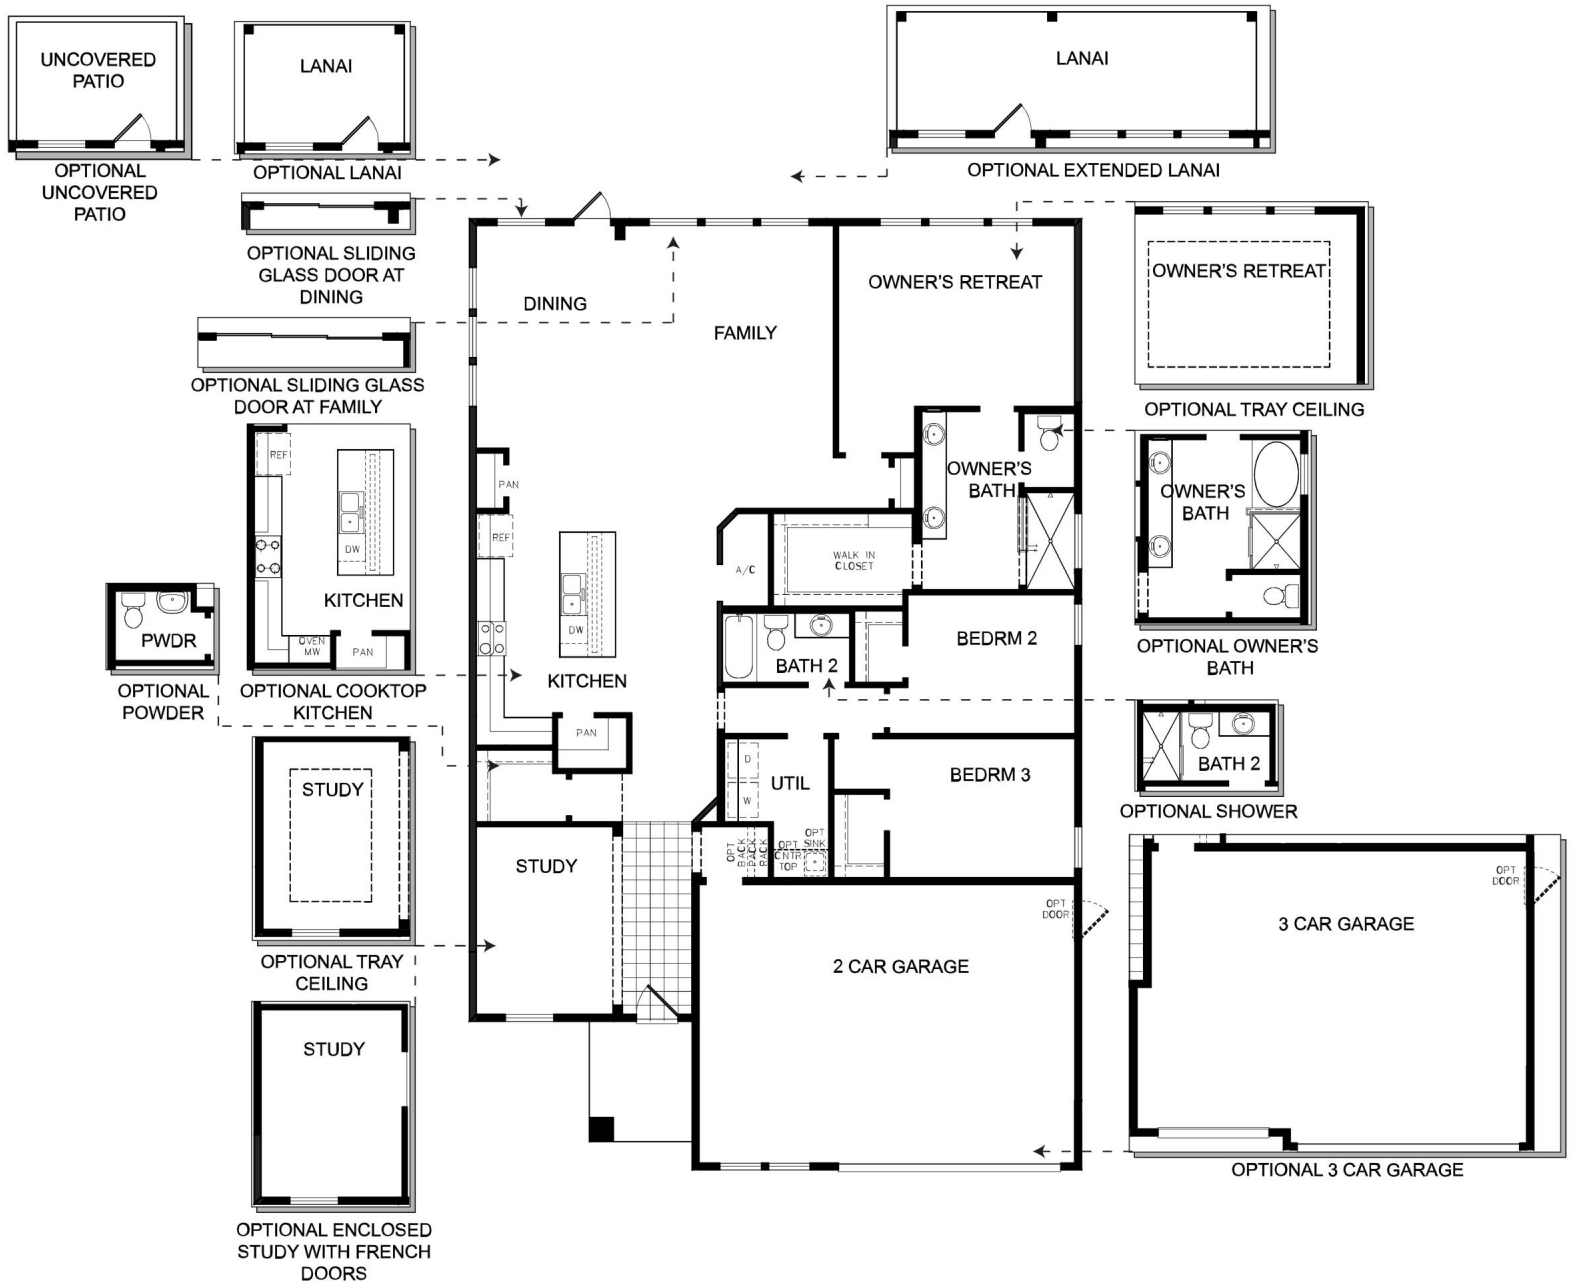 UNCOVERED
PATIO
OPTIONAL
UNCOVERED
PATIO
LANAI
OPTIONAL LANAI
LANAI
OPTIONAL EXTENDED LANAI
OPTIONAL SLIDING
GLASS DOOR AT
DINING
OPTIONAL SLIDING GLASS
DOOR AT FAMILY
REF
DW
KITCHEN
OVEN
MW
PAN
OPTIONAL COOKTOP
KITCHEN
PWDR
OPTIONAL
POWDER
STUDY
OPTIONAL TRAY
CEILING
STUDY
OPTIONAL ENCLOSED
STUDY WITH FRENCH
DOORS
DINING
FAMILY
OWNER'S RETREAT
PAN
REF
DW
KITCHEN
PAN
OWNER'S
BATH
A/C
WALK IN
CLOSET
BATH 2
BEDRM 2
D
W
UTIL
BEDRM 3
OPT
BACK
PACK
RACK
OPT
CNTR
TOP
OPT
SINK
STUDY
OPT
DOOR
2 CAR GARAGE
OWNER'S RETREAT
OPTIONAL TRAY CEILING
OWNER'S
BATH
OPTIONAL OWNER'S
BATH
BATH 2
OPTIONAL SHOWER
OPT
DOOR
3 CAR GARAGE
OPTIONAL 3 CAR GARAGE